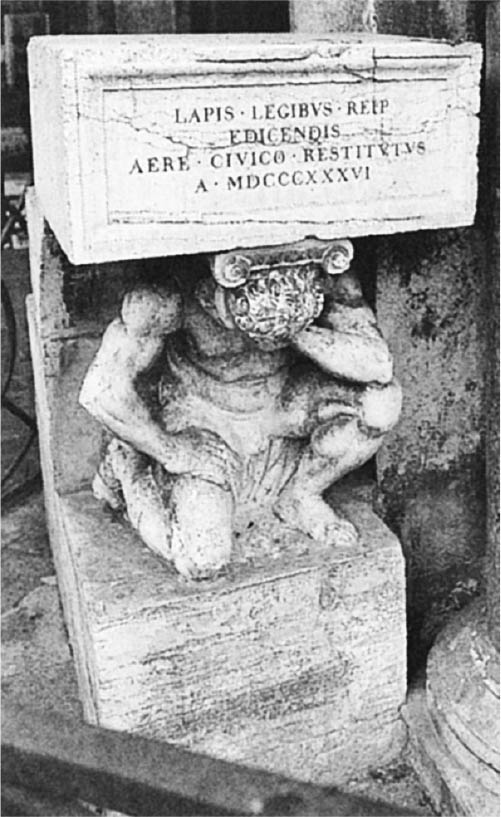 LAPIS · LEGIBVS · REIP
EDICENDIS
AERE · CIVICO · RESTITVTVS
A · MDCCCXXXVI